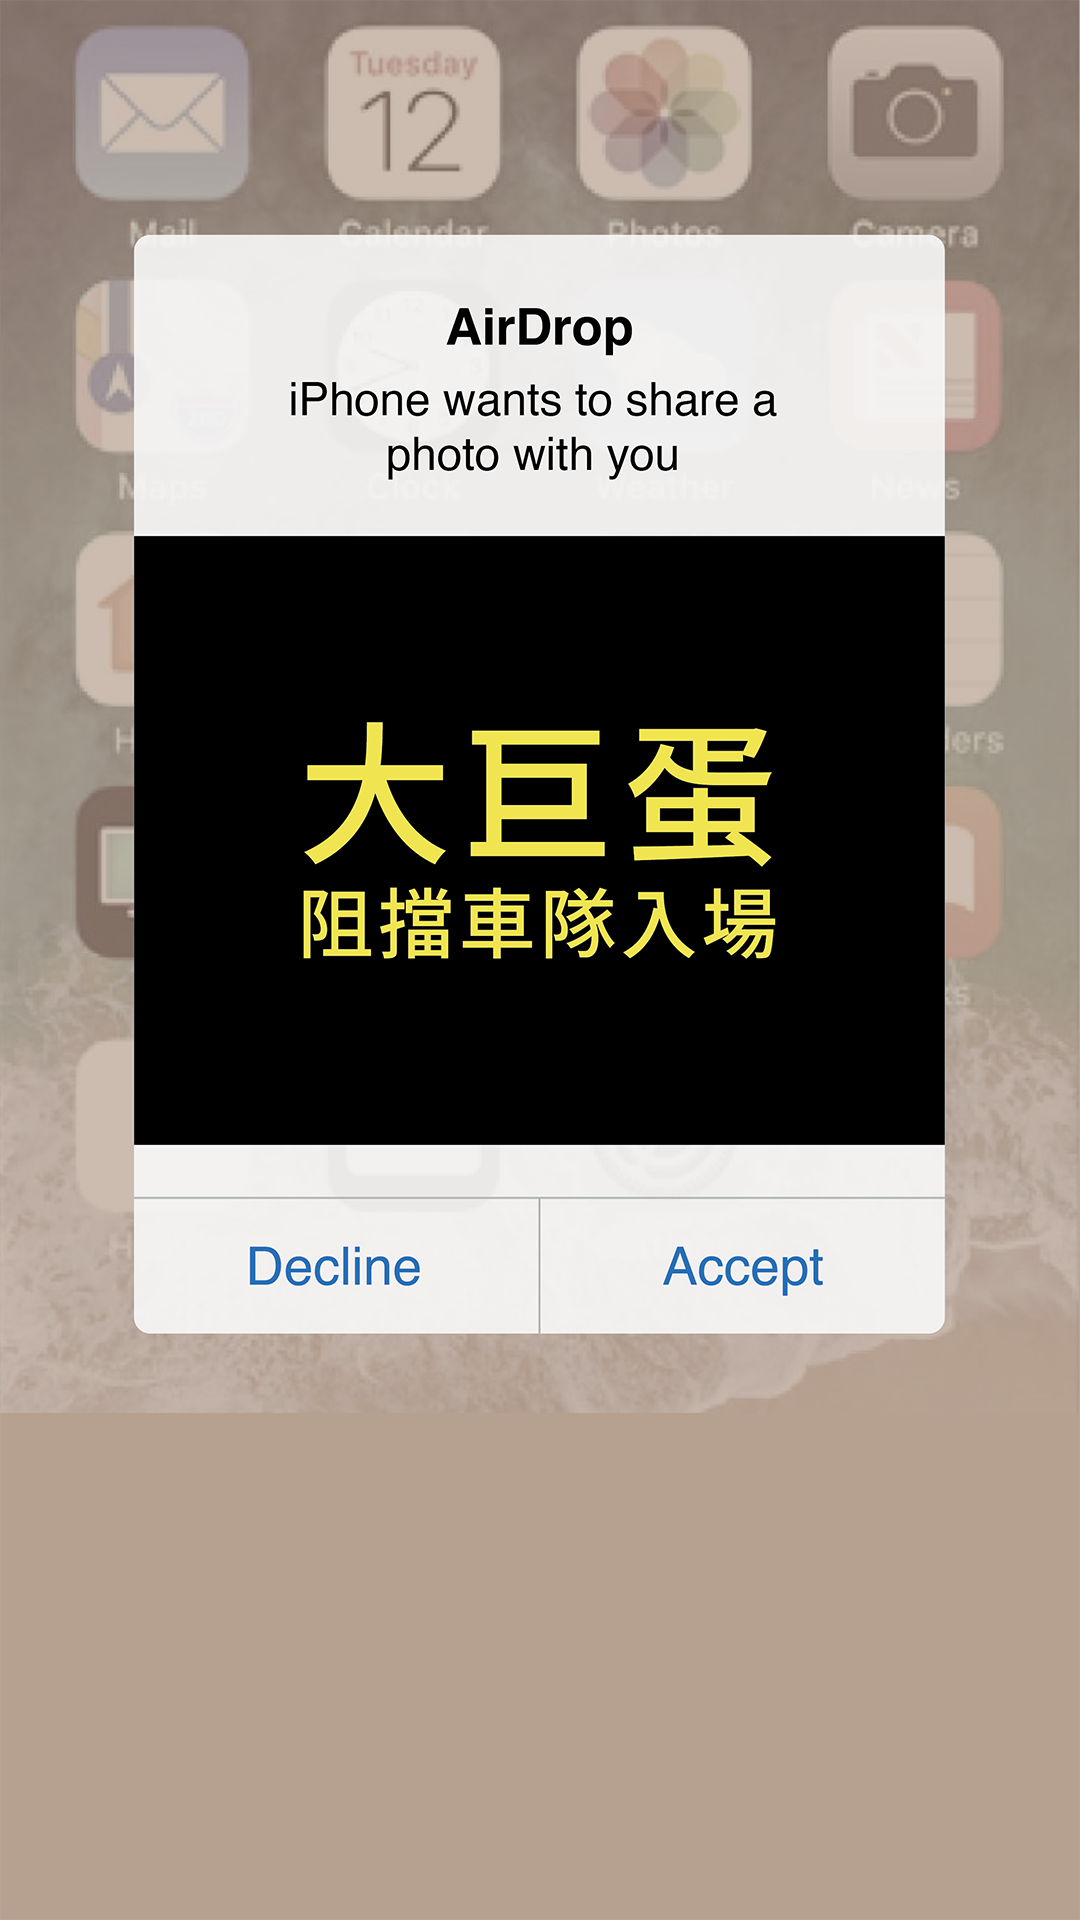 Tuesday
12
Mail
Calendar
Photos
Camera
AirDrop
iPhone wants to share a
photo with you
Maps
Clock
Weather
News
大巨蛋
阻擋車隊入場
Decline
Accept